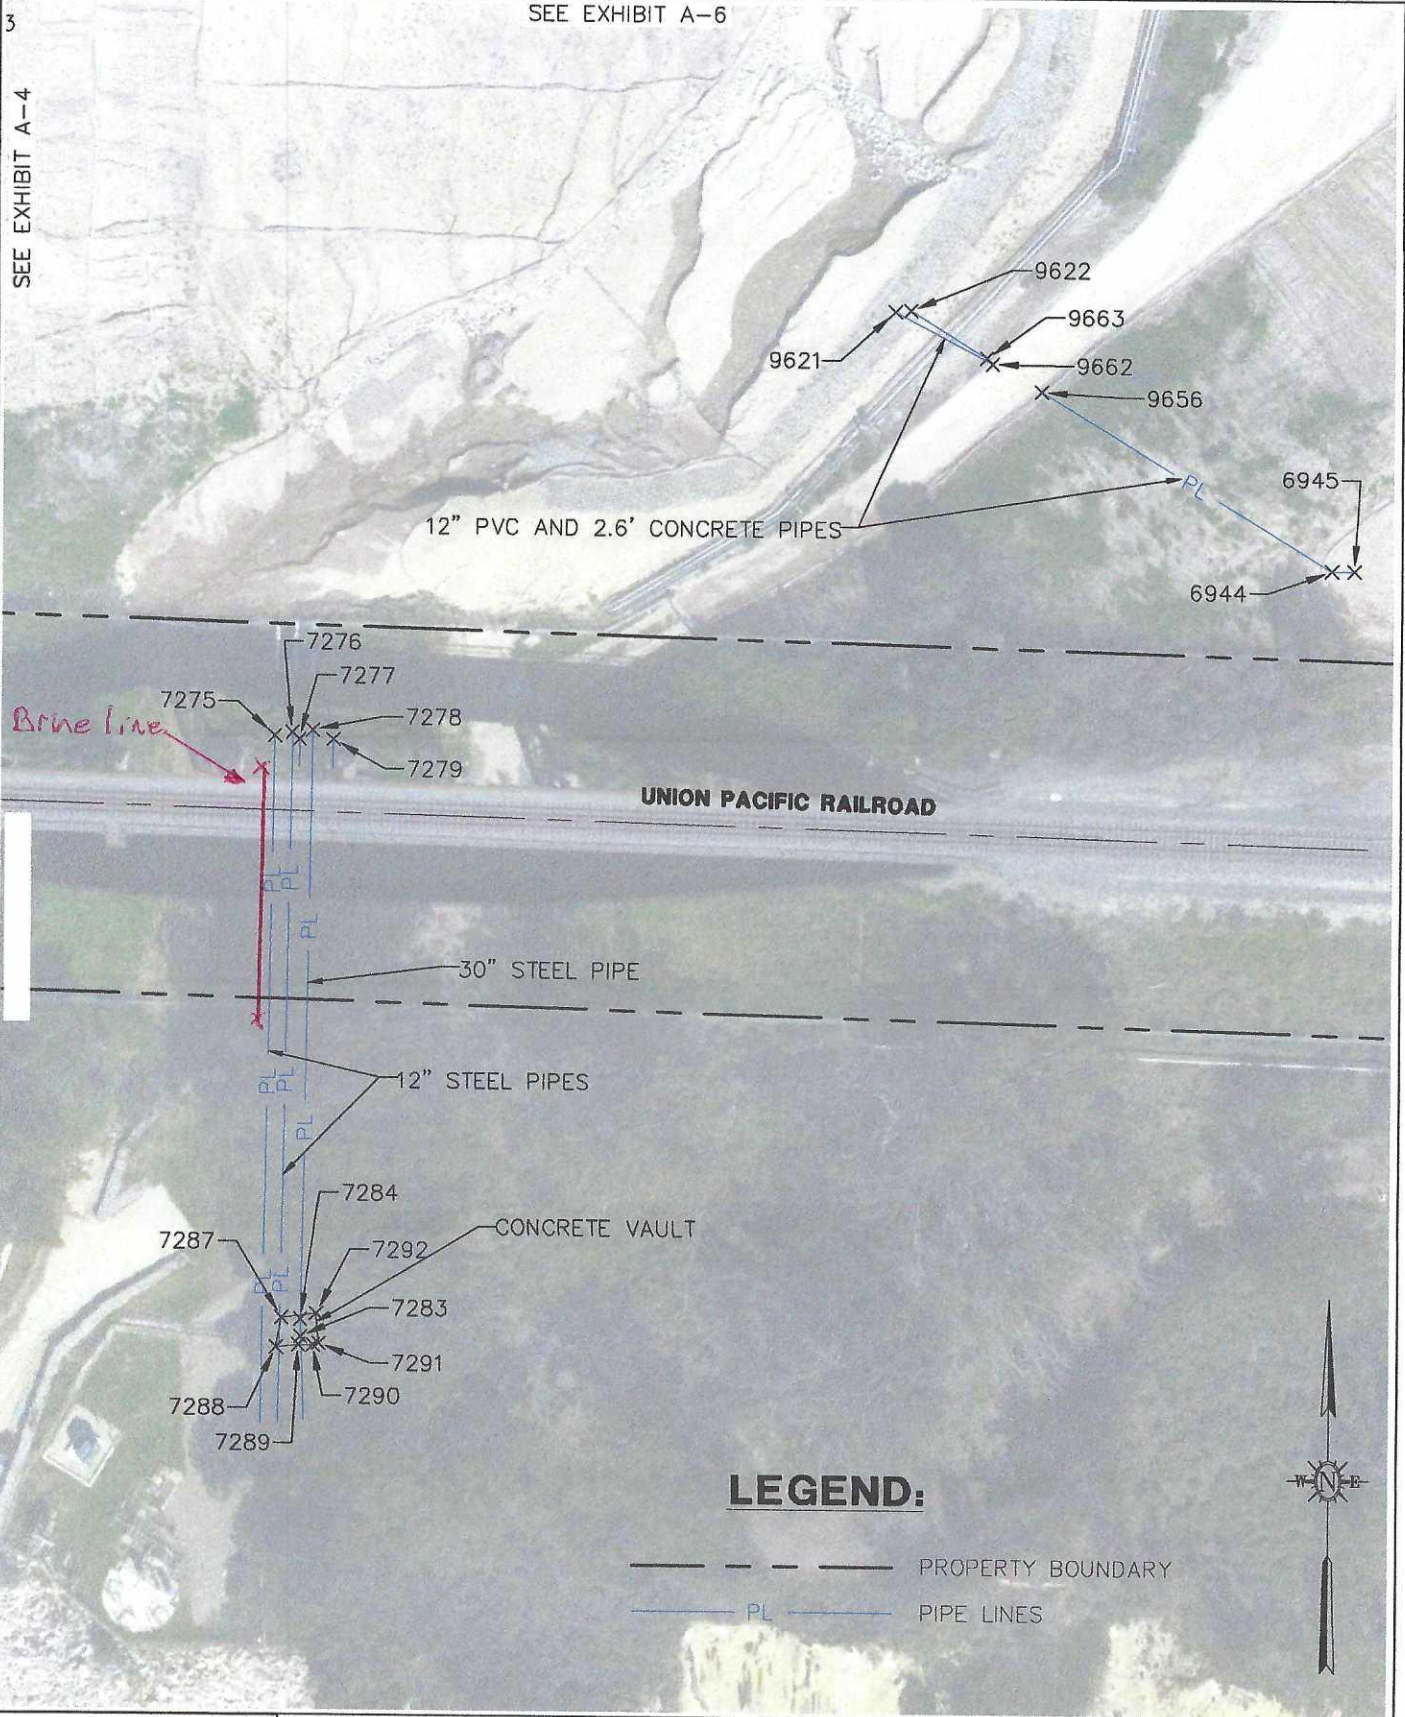 3
SEE EXHIBIT A-6
SEE EXHIBIT A-4
9622
9663
9621
9662
9656
6945
PL
12" PVC AND 2.6' CONCRETE PIPES
6944
7276
7277
7275
7278
Brine line
7279
UNION PACIFIC RAILROAD
PL
PL
PL
30" STEEL PIPE
PL
PL
12" STEEL PIPES
PL
7284
CONCRETE VAULT
7287
7292
PL
PL
7283
7291
7290
7288
7289
LEGEND:
W N E
PROPERTY BOUNDARY
PL PIPE LINES